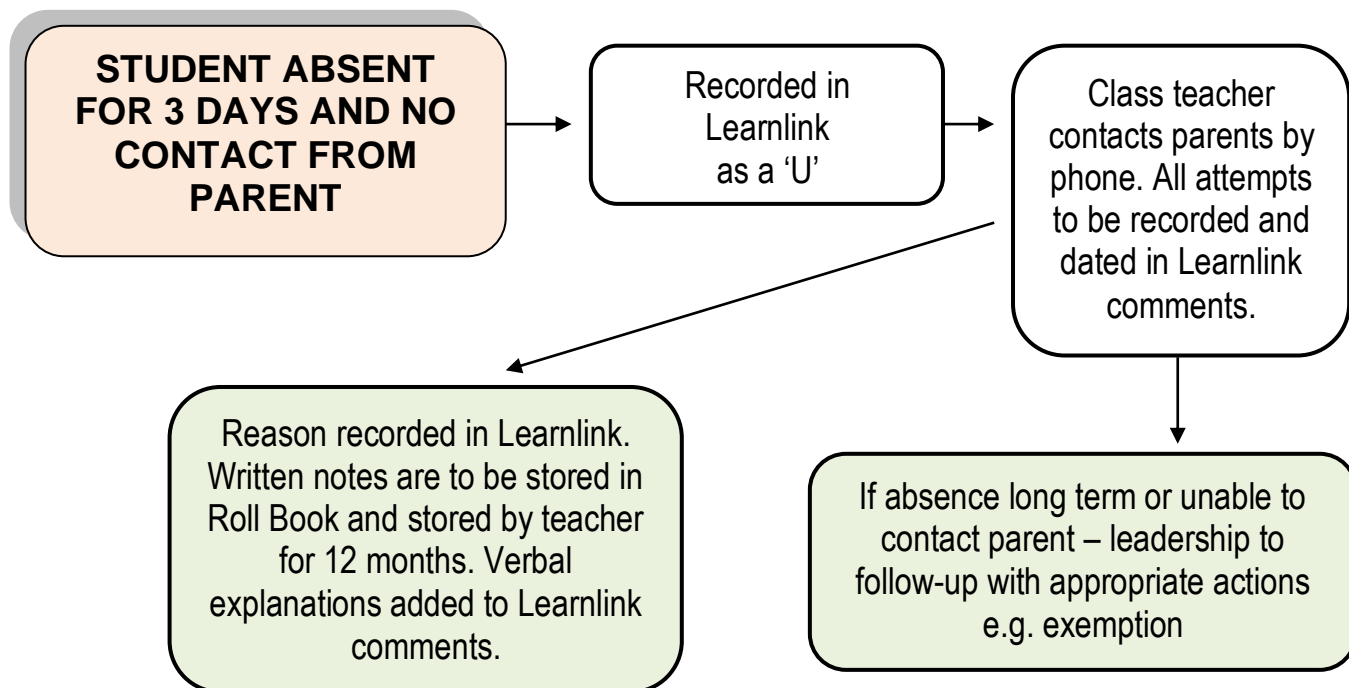 STUDENT ABSENT
FOR 3 DAYS AND NO
CONTACT FROM
PARENT
Recorded in
Learnlink
as a ‘U’
Class teacher
contacts parents by
phone. All attempts
to be recorded and
dated in Learnlink
comments.
Reason recorded in Learnlink.
Written notes are to be stored in
Roll Book and stored by teacher
for 12 months. Verbal
explanations added to Learnlink
comments.
If absence long term or unable to
contact parent – leadership to
follow-up with appropriate actions
e.g. exemption